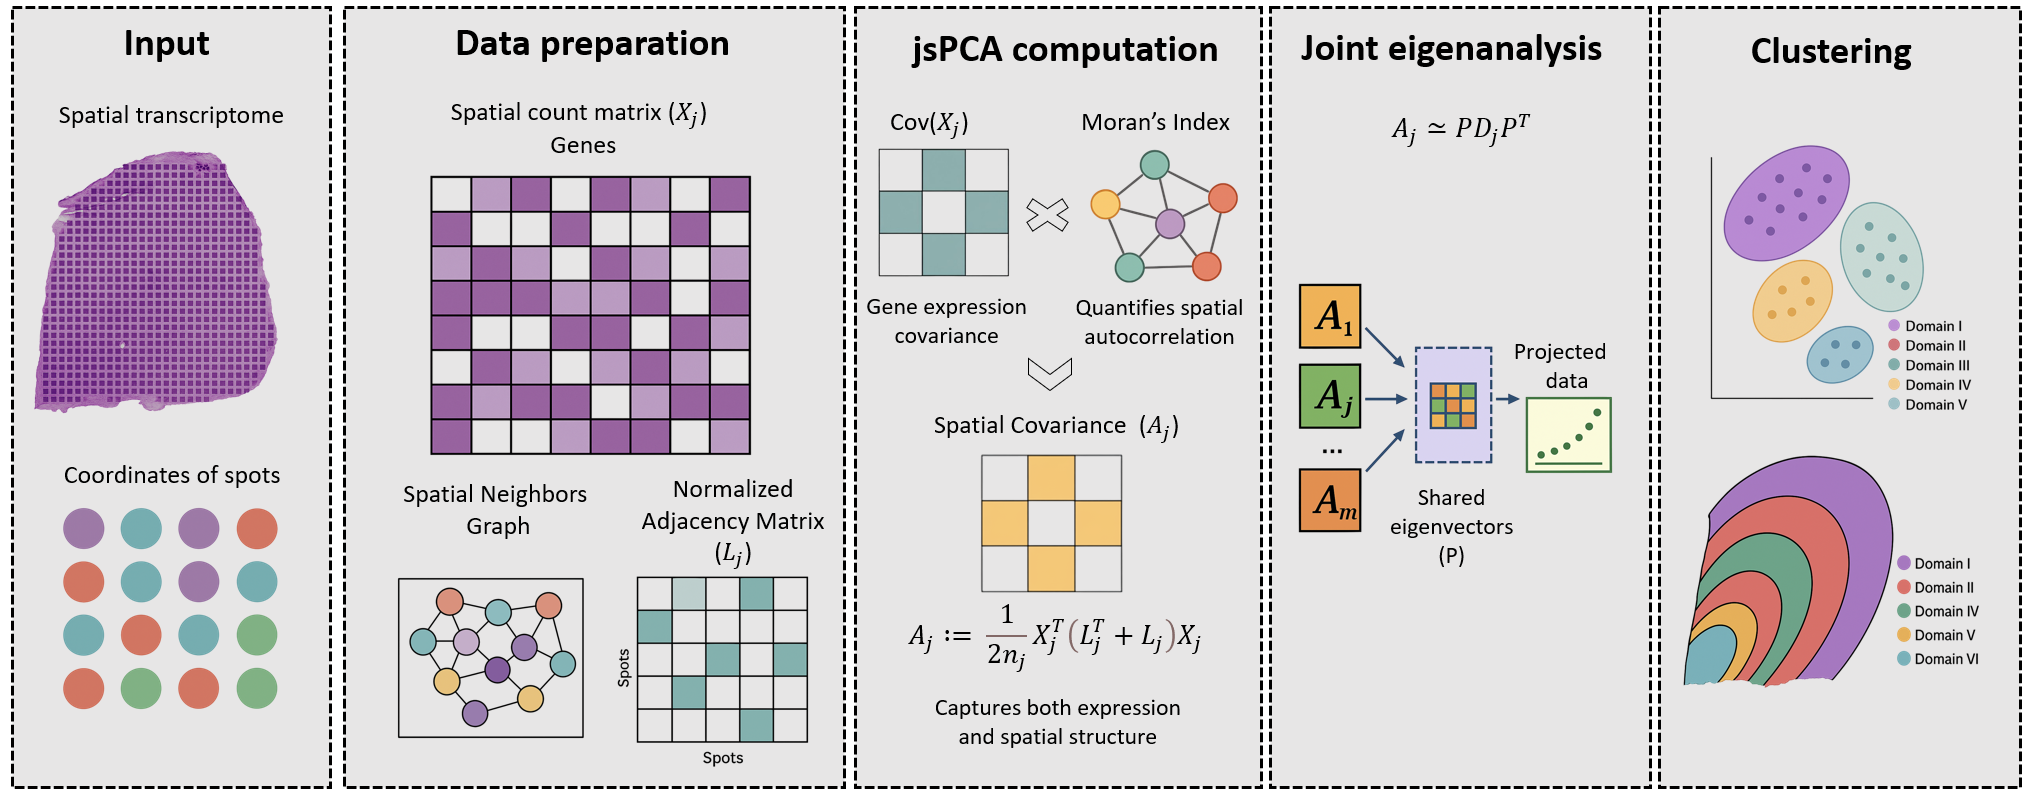 Input
Spatial transcriptome
Coordinates of spots
Data preparation
Spatial count matrix (X_j)
Genes
Spatial Neighbors
Graph
Normalized
Adjacency Matrix
(L_j)
Spots
Spots
jsPCA computation
Cov(X_j)
Moran's Index
Gene expression
covariance
Quantifies spatial
autocorrelation
Spatial Covariance (A_j)
A_j := 1/(2n_j) X_j^T (L_j^T + L_j) X_j
Captures both expression
and spatial structure
Joint eigenanalysis
A_j ≃ PD_jP^T
A_1
A_j
...
A_m
Shared
eigenvectors
(P)
Projected
data
Clustering
Domain I
Domain II
Domain III
Domain IV
Domain V
Domain I
Domain II
Domain IV
Domain V
Domain VI